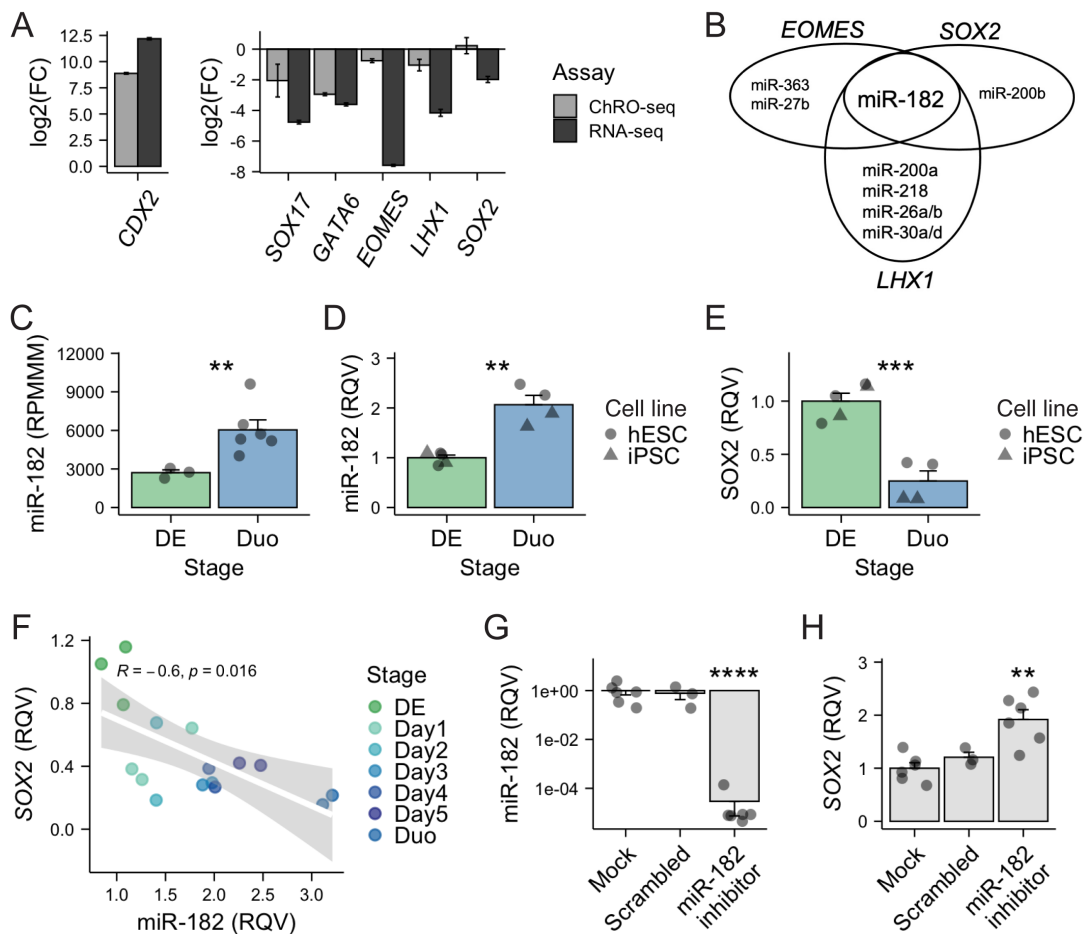 A
log2(FC)
12.5
10.0
7.5
5.0
2.5
0.0
CDX2
log2(FC)
0
-2
-4
-6
-8
SOX17
GATA6
EOMES
LHX1
SOX2
Assay
ChRO-seq
RNA-seq
B
EOMES
SOX2
miR-363
miR-27b
miR-182
miR-200b
miR-200a
miR-218
miR-26a/b
miR-30a/d
LHX1
C
miR-182 (RPMMM)
12000
9000
6000
3000
0
**
DE
Duo
Stage
D
miR-182 (RQV)
3
2
1
0
**
DE
Duo
Stage
Cell line
hESC
iPSC
E
SOX2 (RQV)
1.0
0.5
0.0
***
DE
Duo
Stage
Cell line
hESC
iPSC
F
SOX2 (RQV)
1.2
0.8
0.4
0.0
R = −0.6, p = 0.016
1.0
1.5
2.0
2.5
3.0
miR-182 (RQV)
Stage
DE
Day1
Day2
Day3
Day4
Day5
Duo
G
miR-182 (RQV)
1e+00
1e-02
1e-04
****
Mock
Scrambled
miR-182
inhibitor
H
SOX2 (RQV)
3
2
1
0
**
Mock
Scrambled
miR-182
inhibitor